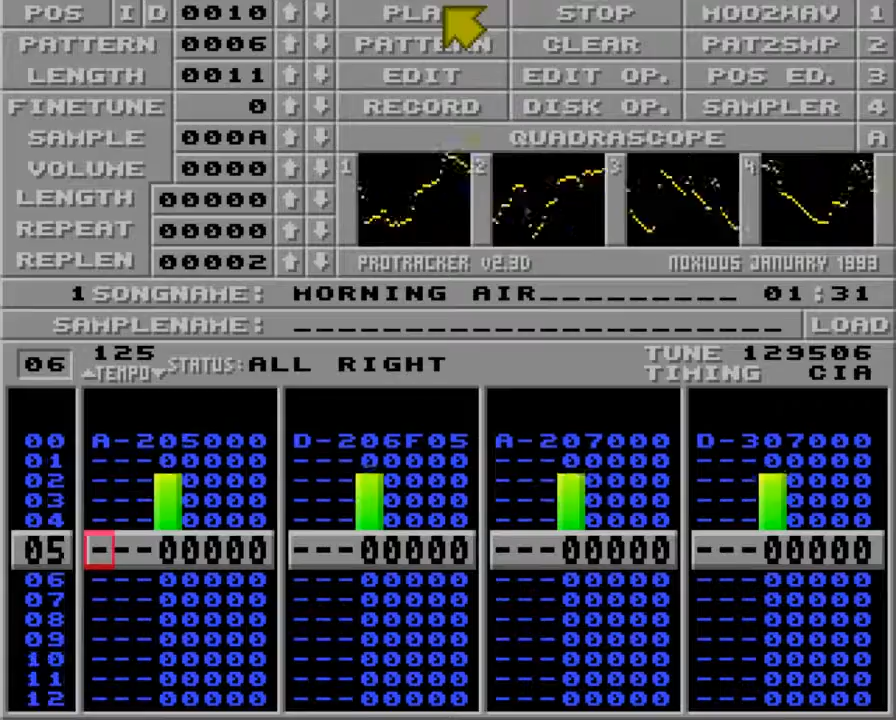 POS I D 0010 PLA STOP MOD2WAV 1
PATTERN 0006 PATTERN CLEAR PAT2SMP 2
LENGTH 0011 EDIT EDIT OP. POS ED. 3
FINETUNE 0 RECORD DISK OP. SAMPLER 4
SAMPLE 000A QUADRASCOPE A
VOLUME 0000 1 2 3 4
LENGTH 00000
REPEAT 00000
REPLEN 00002 PROTRACKER V2.3D NOXIOUS JANUARY 1993
1 SONGNAME: MORNING AIR_________ 01:31
SAMPLENAME: ______________________ LOAD
06 125 TEMPO STATUS: ALL RIGHT TUNE 129506
TIMING CIA
00 A-205000 D-206F05 A-207000 D-307000
01 ---00000 ---00000 ---00000 ---00000
02 ---00000 ---00000 ---00000 ---00000
03 ---00000 ---00000 ---00000 ---00000
04 ---00000 ---00000 ---00000 ---00000
05 ---00000 ---00000 ---00000 ---00000
06 ---00000 ---00000 ---00000 ---00000
07 ---00000 ---00000 ---00000 ---00000
08 ---00000 ---00000 ---00000 ---00000
09 ---00000 ---00000 ---00000 ---00000
10 ---00000 ---00000 ---00000 ---00000
11 ---00000 ---00000 ---00000 ---00000
12 ---00000 ---00000 ---00000 ---00000